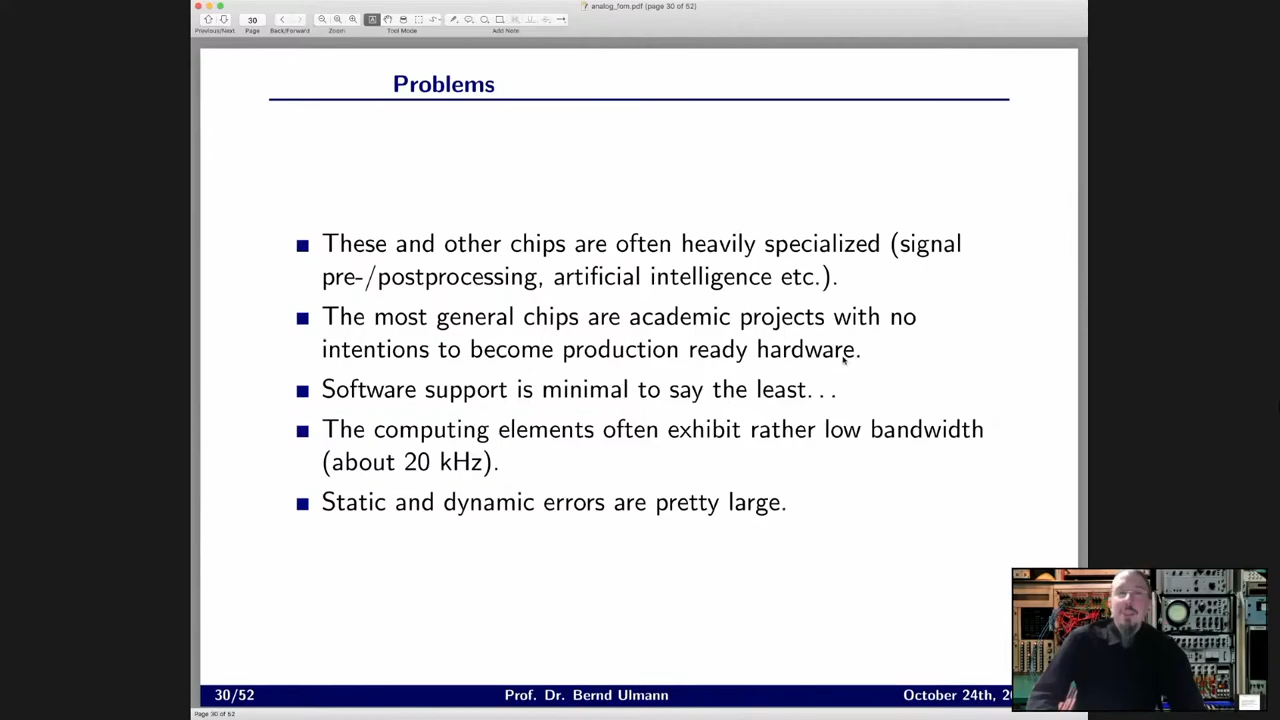 analog_fom.pdf (page 30 of 52)
30
Previous/Next
Page
Back/Forward
Zoom
Tool Mode
Add Note
Problems
These and other chips are often heavily specialized (signal
pre-/postprocessing, artificial intelligence etc.).
The most general chips are academic projects with no
intentions to become production ready hardware.
Software support is minimal to say the least. . .
The computing elements often exhibit rather low bandwidth
(about 20 kHz).
Static and dynamic errors are pretty large.
30/52
Prof. Dr. Bernd Ulmann
October 24th, 20
Page 30 of 52